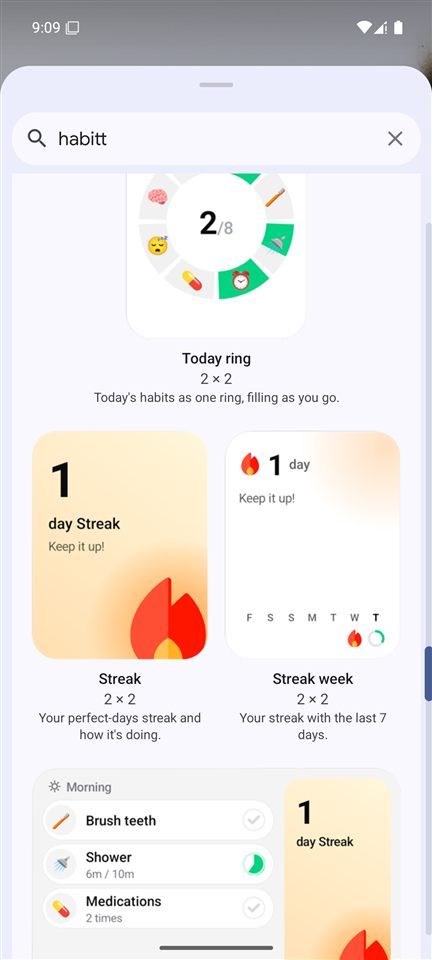 9:09
habitt
2/8
Today ring
2 × 2
Today's habits as one ring, filling as you go.
1
day Streak
Keep it up!
1 day
Keep it up!
F S S M T W T
Streak
2 × 2
Your perfect-days streak and
how it's doing.
Streak week
2 × 2
Your streak with the last 7
days.
Morning
Brush teeth
Shower
6m / 10m
Medications
2 times
1
day Streak